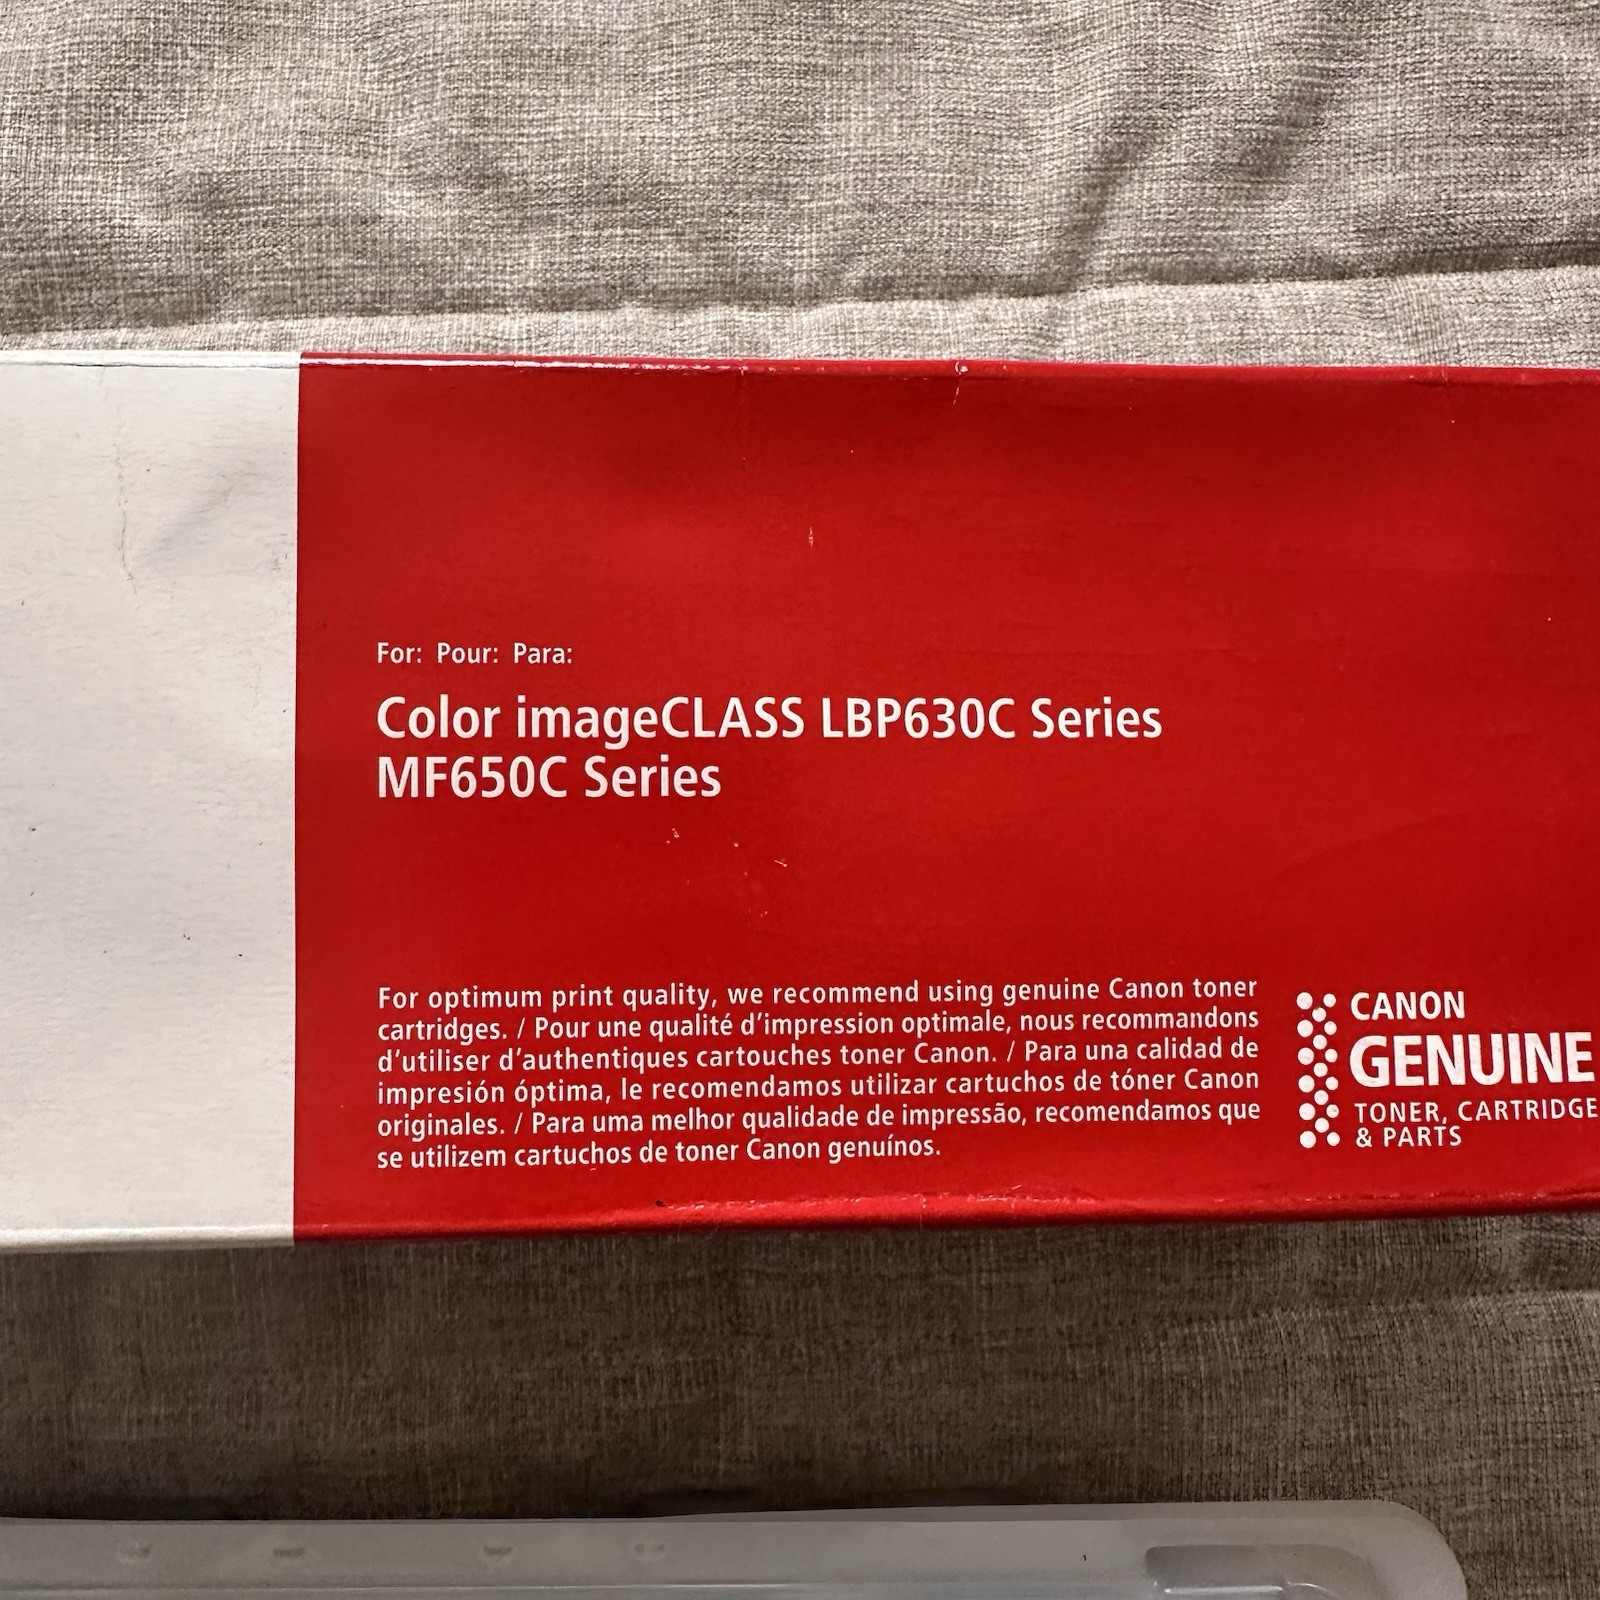 For: Pour: Para:
Color imageCLASS LBP630C Series
MF650C Series
For optimum print quality, we recommend using genuine Canon toner
cartridges. / Pour une qualité d'impression optimale, nous recommandons
d'utiliser d'authentiques cartouches toner Canon. / Para una calidad de
impresión óptima, le recomendamos utilizar cartuchos de tóner Canon
originales. / Para uma melhor qualidade de impressão, recomendamos que
se utilizem cartuchos de toner Canon genuínos.
CANON
GENUINE
TONER, CARTRIDGE
& PARTS